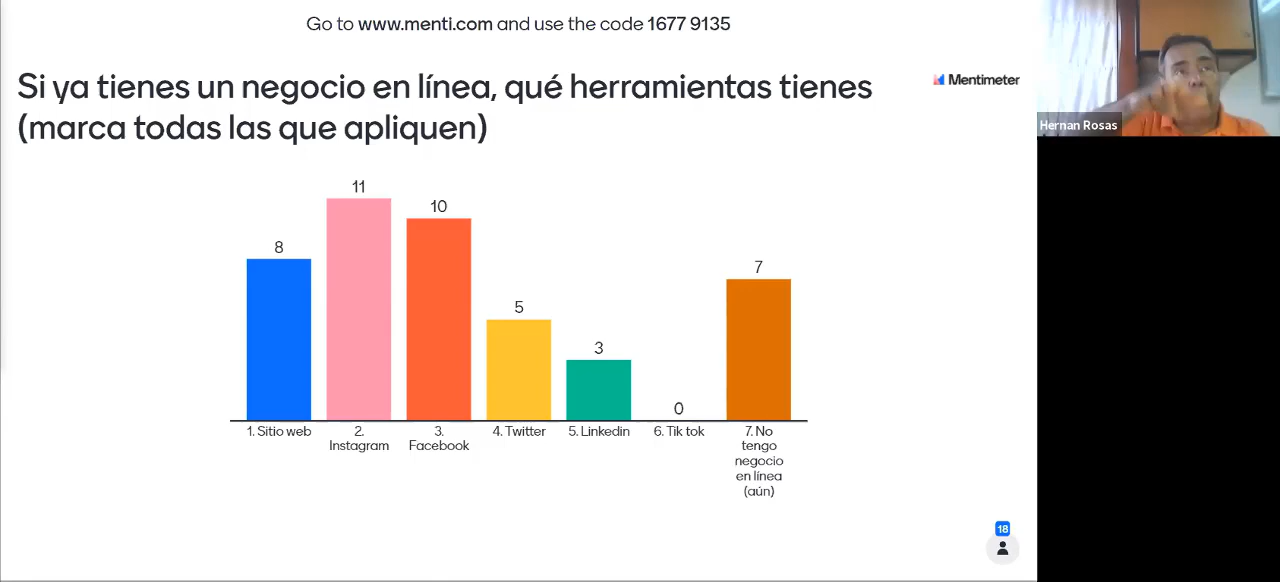 Go to www.menti.com and use the code 1677 9135
Si ya tienes un negocio en línea, qué herramientas tienes
(marca todas las que apliquen)
Mentimeter
Hernan Rosas
8
11
10
5
3
0
7
1. Sitio web
2.
Instagram
3.
Facebook
4. Twitter
5. Linkedin
6. Tik tok
7. No
tengo
negocio
en línea
(aún)
18